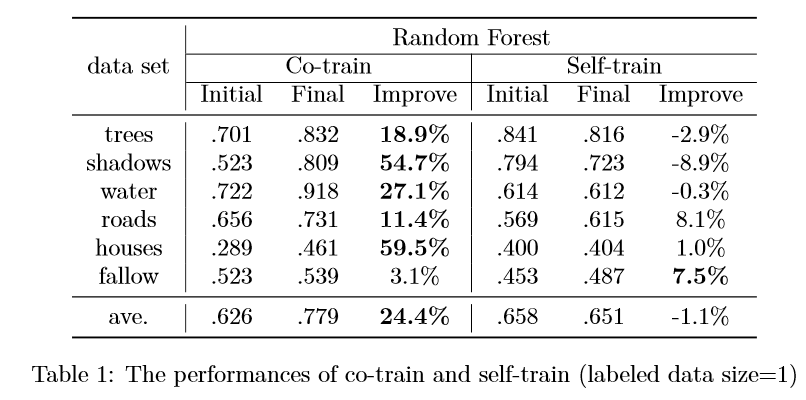 Random Forest
data set Co-train Self-train
Initial Final Improve Initial Final Improve
trees .701 .832 18.9% .841 .816 -2.9%
shadows .523 .809 54.7% .794 .723 -8.9%
water .722 .918 27.1% .614 .612 -0.3%
roads .656 .731 11.4% .569 .615 8.1%
houses .289 .461 59.5% .400 .404 1.0%
fallow .523 .539 3.1% .453 .487 7.5%
ave. .626 .779 24.4% .658 .651 -1.1%
Table 1: The performances of co-train and self-train (labeled data size=1)